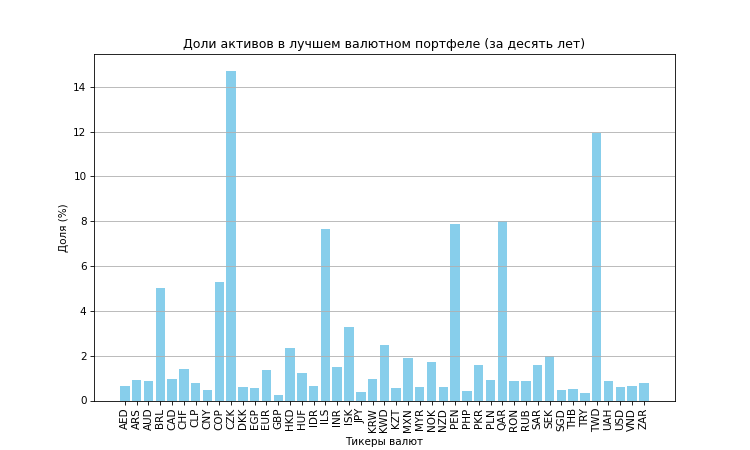 Доли активов в лучшем валютном портфеле (за десять лет)
Доля (%)
14
12
10
8
6
4
2
0
AED ARS AUD BRL CAD CHF CLP CNY COP CZK DKK EGP EUR GBP HKD HUF IDR ILS INR ISK JPY KRW KWD KZT MXN MYR NOK NZD PEN PHP PKR PLN QAR RON RUB SAR SEK SGD THB TRY TWD UAH USD VND ZAR
Тикеры валют